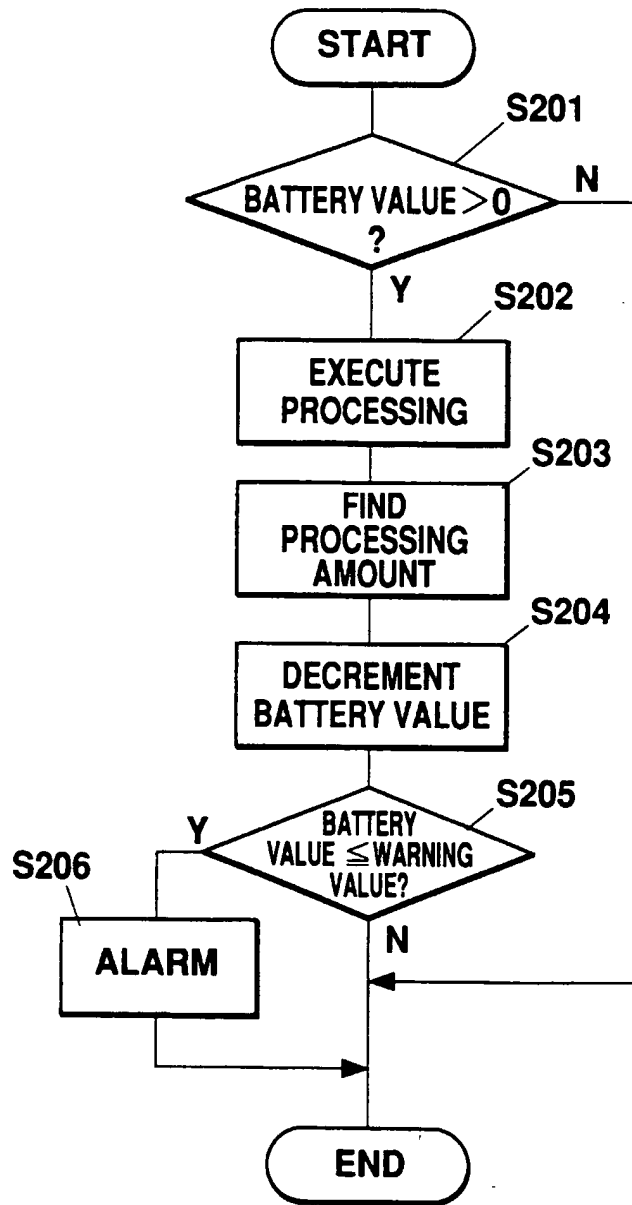 START
S201
BATTERY VALUE >0
?
N
Y
S202
EXECUTE
PROCESSING
S203
FIND
PROCESSING
AMOUNT
S204
DECREMENT
BATTERY VALUE
S205
BATTERY
VALUE ≦ WARNING
VALUE?
Y
N
S206
ALARM
END